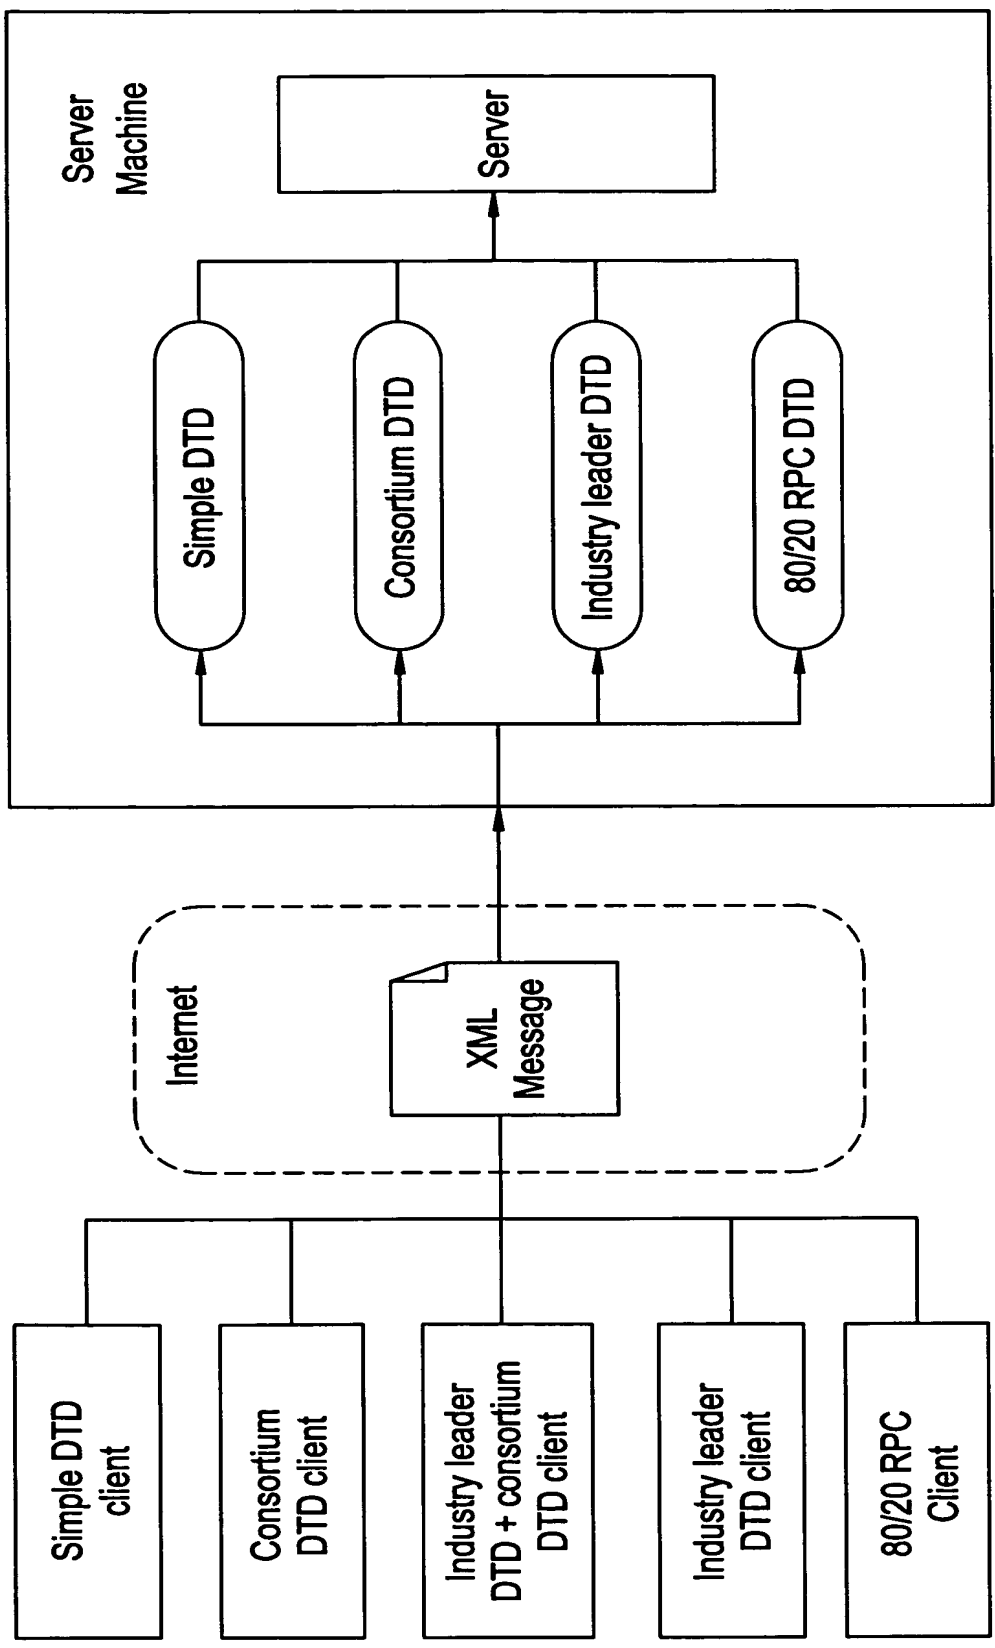 Simple DTD
client
Consortium
DTD client
Industry leader
DTD + consortium
DTD client
Industry leader
DTD client
80/20 RPC
Client
Internet
XML
Message
Server
Machine
Simple DTD
Consortium DTD
Industry leader DTD
80/20 RPC DTD
Server